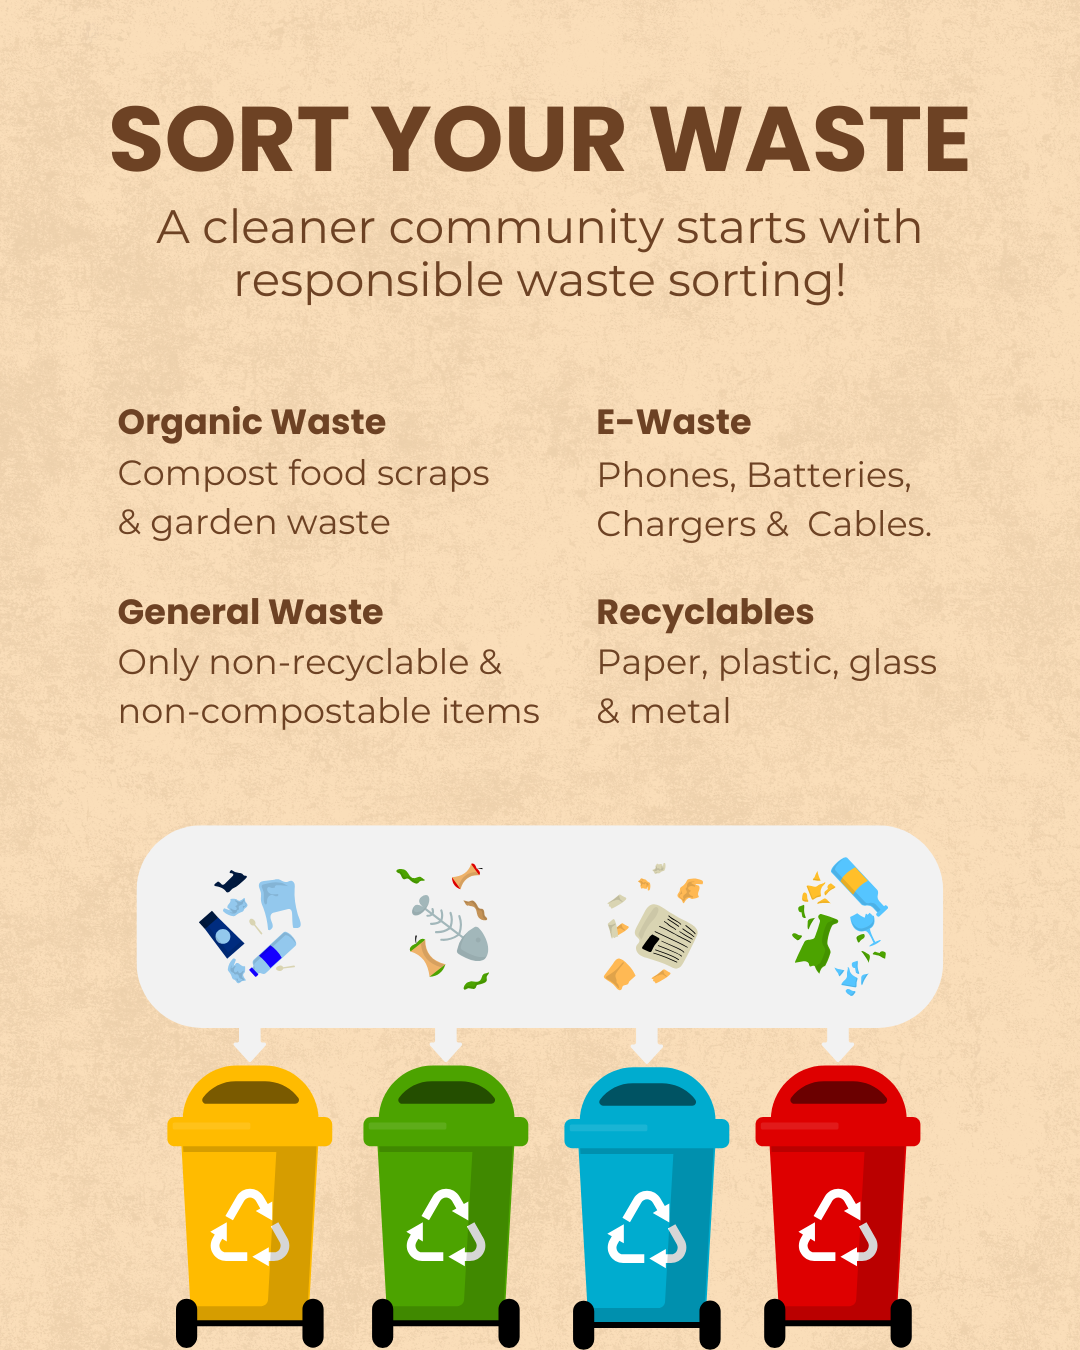 SORT YOUR WASTE
A cleaner community starts with
responsible waste sorting!
Organic Waste
Compost food scraps
& garden waste
E-Waste
Phones, Batteries,
Chargers &  Cables.
General Waste
Only non-recyclable &
non-compostable items
Recyclables
Paper, plastic, glass
& metal